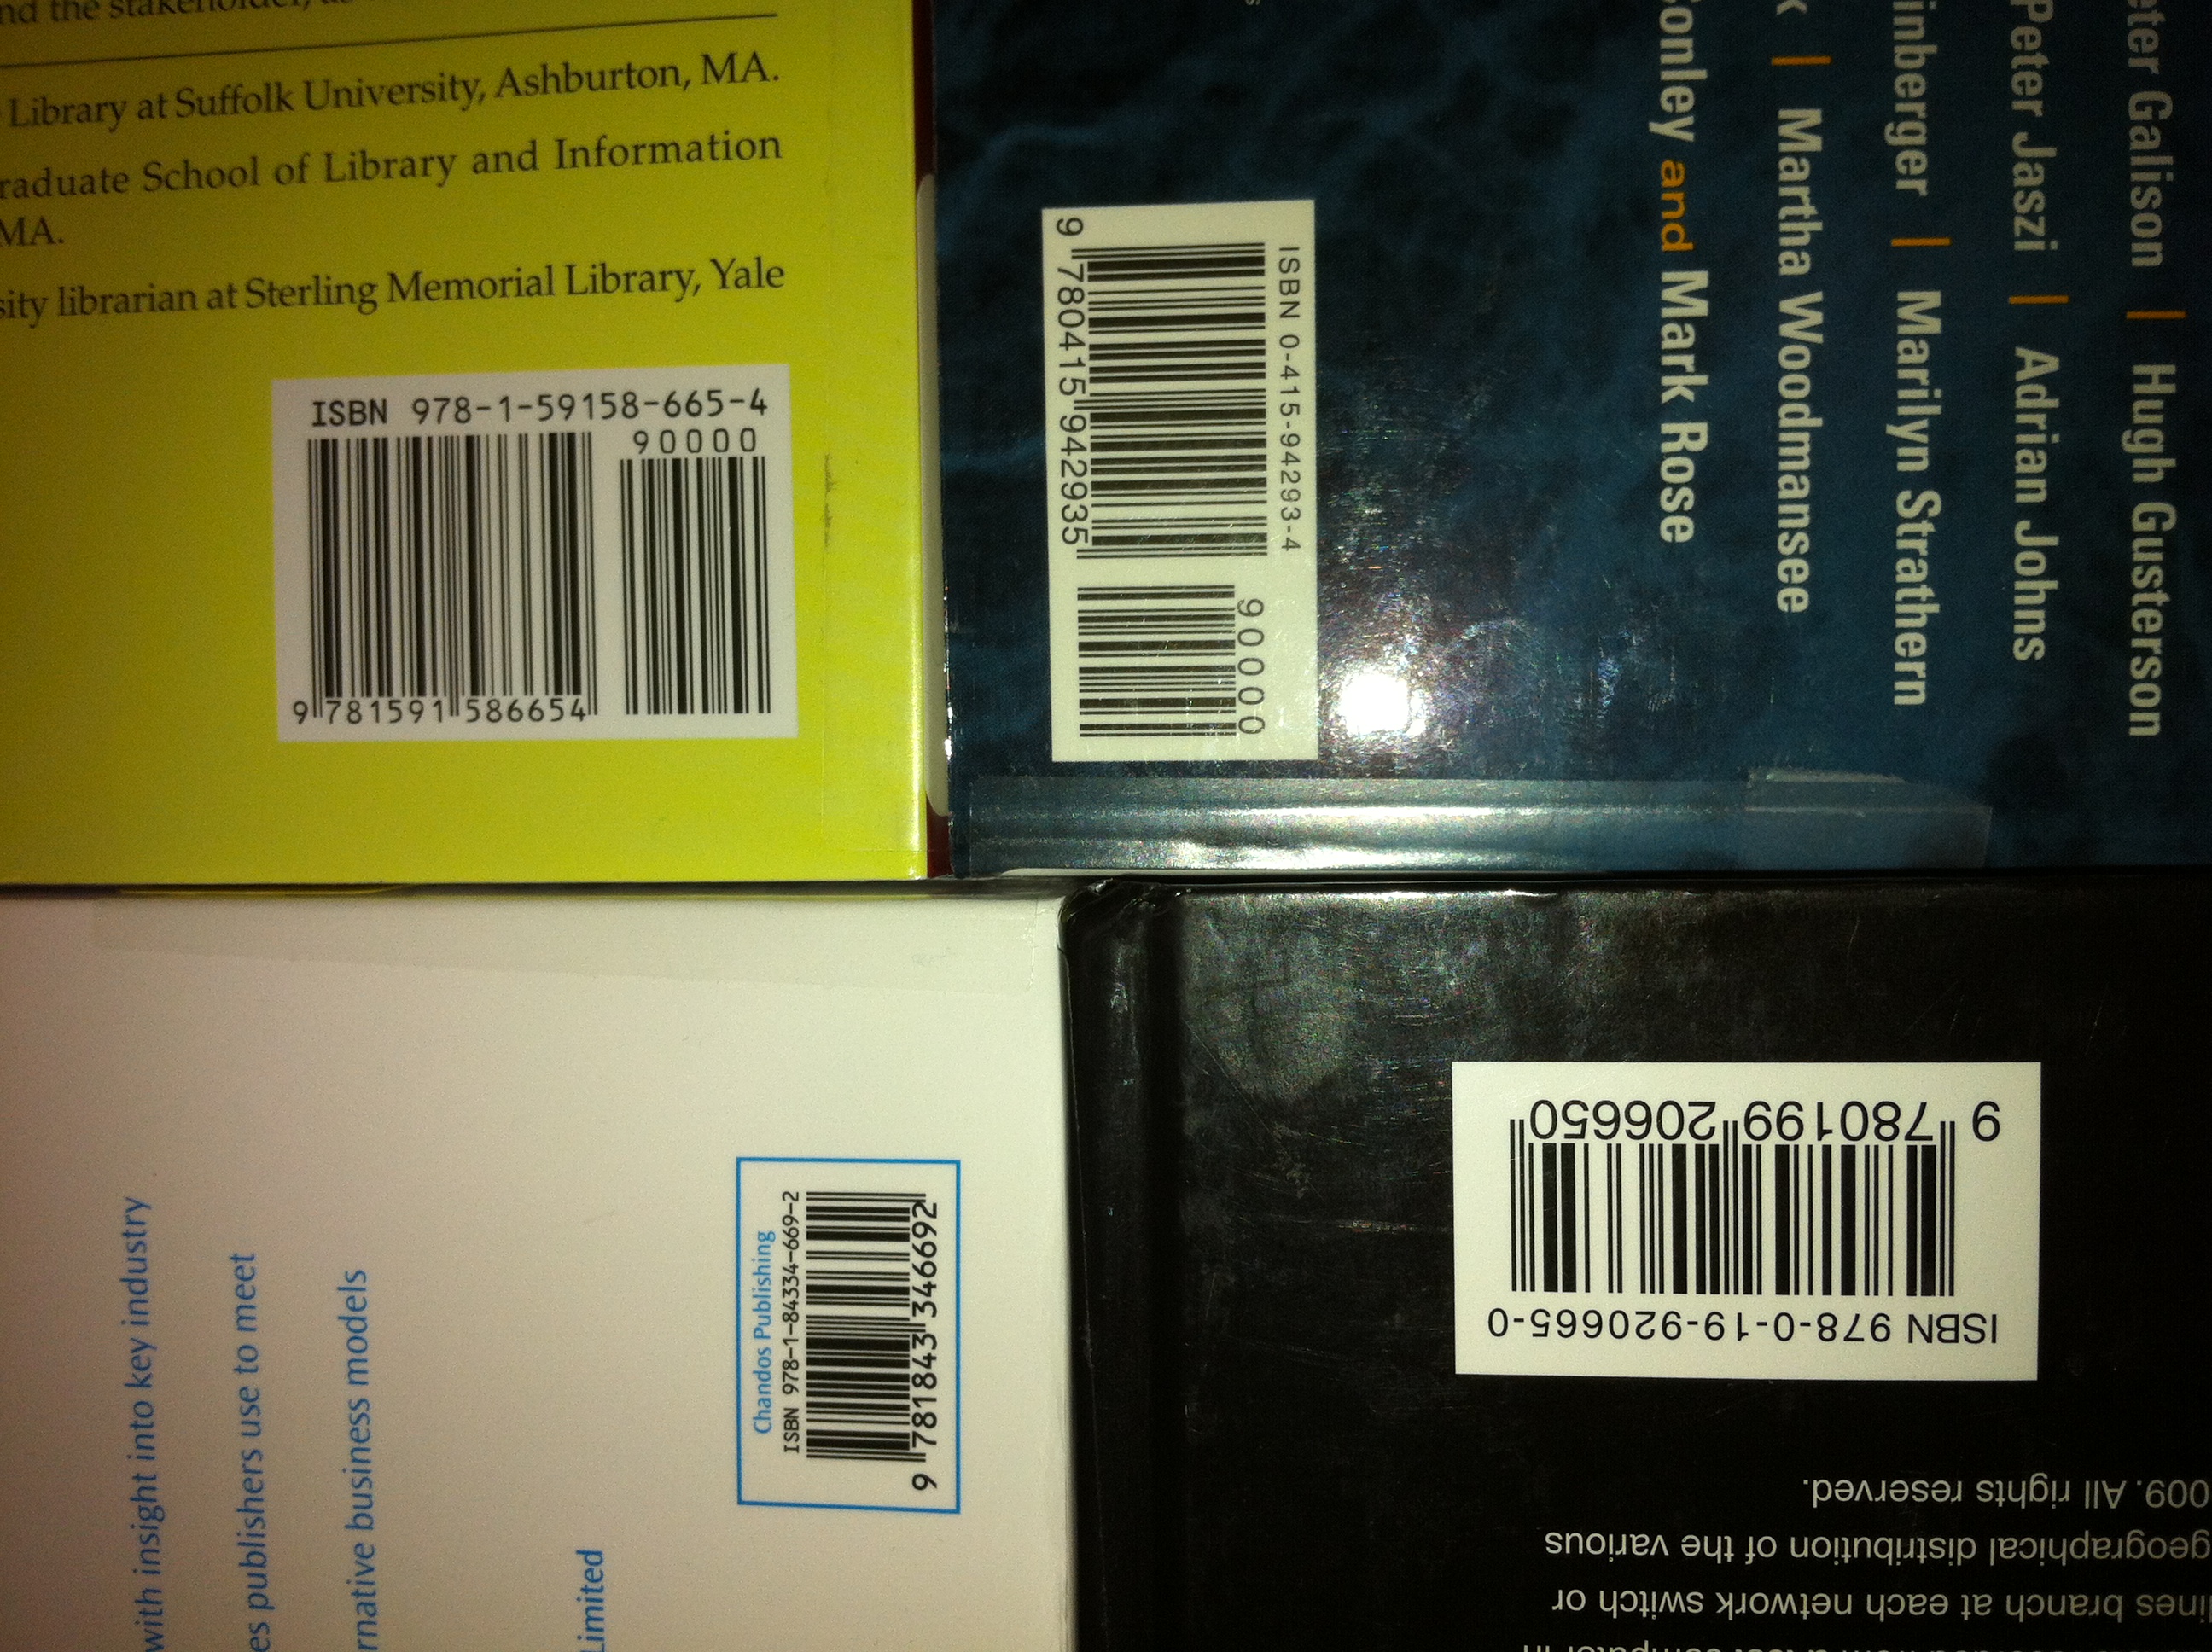 nd the stakeholder,
Library at Suffolk University, Ashburton, MA.
raduate School of Library and Information
MA.
sity librarian at Sterling Memorial Library, Yale
ISBN 978-1-59158-665-4
90000
9 781591 586654
eter Galison | Hugh Gusterson
Peter Jaszi | Adrian Johns
inberger | Marilyn Strathern
k | Martha Woodmansee
onley and Mark Rose
ISBN 0-415-94293-4
90000
9 780415 942935
with insight into key industry
es publishers use to meet
rnative business models
Limited
Chandos Publishing
ISBN 978-1-84334-669-2
9 781843 346692
lines branch at each network switch or
geographical distribution of the various
009. All rights reserved.
ISBN 978-0-19-920665-0
9 780199 206650